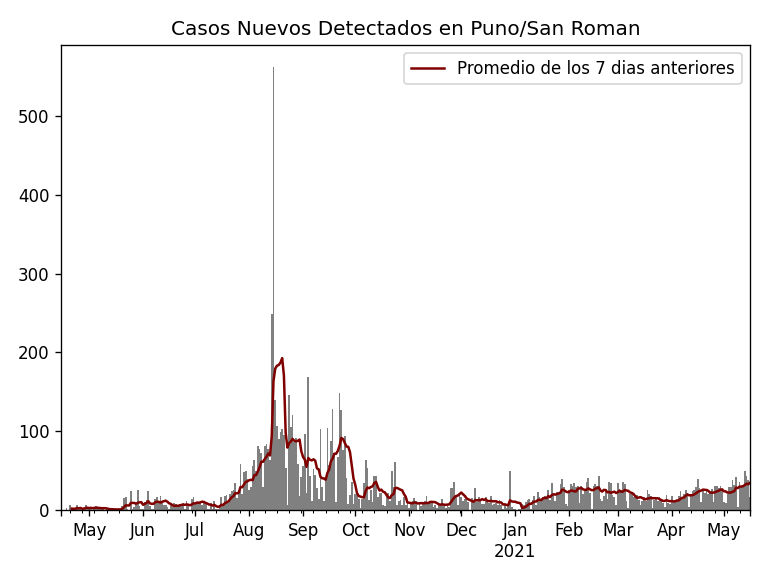 Casos Nuevos Detectados en Puno/San Roman
Promedio de los 7 dias anteriores
500
400
300
200
100
0
May Jun Jul Aug Sep Oct Nov Dec Jan Feb Mar Apr May
2021